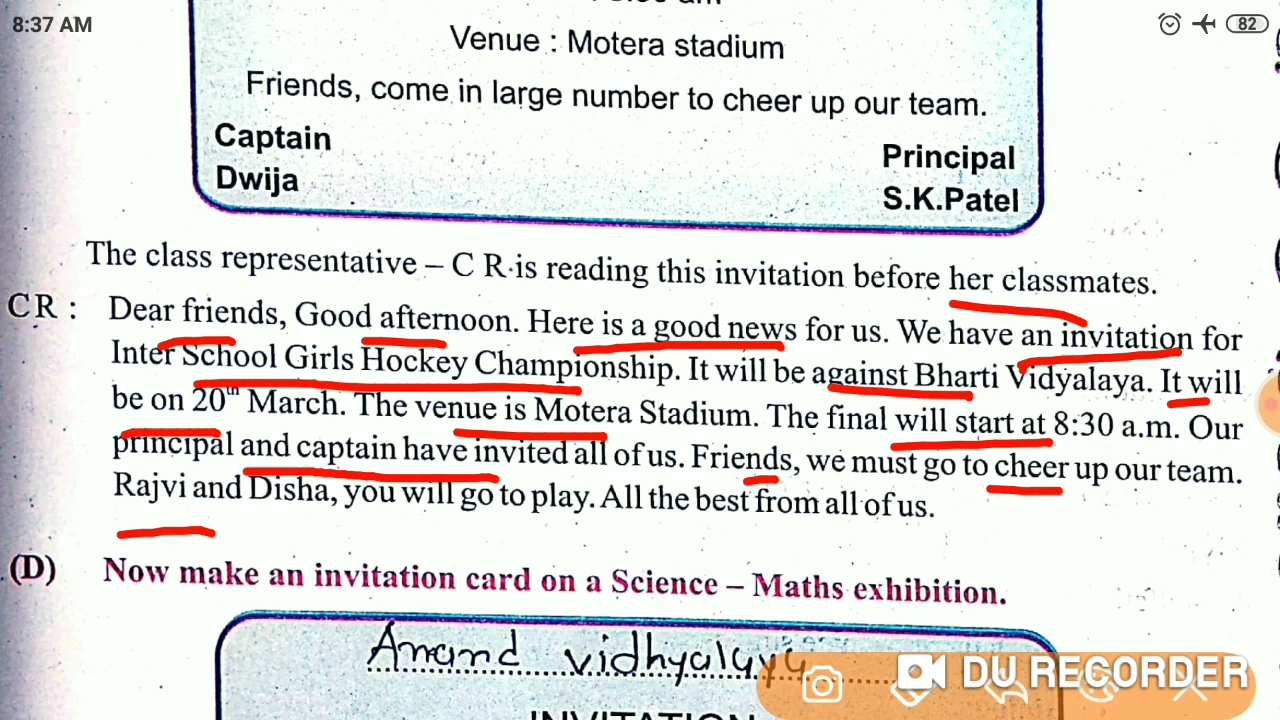 8:37 AM
82
Venue : Motera stadium
Friends, come in large number to cheer up our team.
Captain
Principal
Dwija
S.K.Patel
The class representative – C R is reading this invitation before her classmates.
CR : Dear friends, Good afternoon. Here is a good news for us. We have an invitation for
Inter School Girls Hockey Championship. It will be against Bharti Vidyalaya. It will
be on 20th March. The venue is Motera Stadium. The final will start at 8:30 a.m. Our
principal and captain have invited all of us. Friends, we must go to cheer up our team.
Rajvi and Disha, you will go to play. All the best from all of us.
(D) Now make an invitation card on a Science – Maths exhibition.
Anand vidhyalaya
DU RECORDER
INVITATION